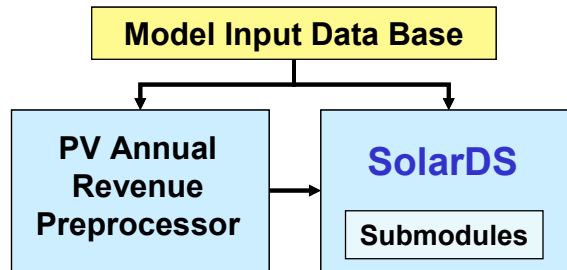 Model Input Data Base
PV Annual
Revenue
Preprocessor
SolarDS
Submodules